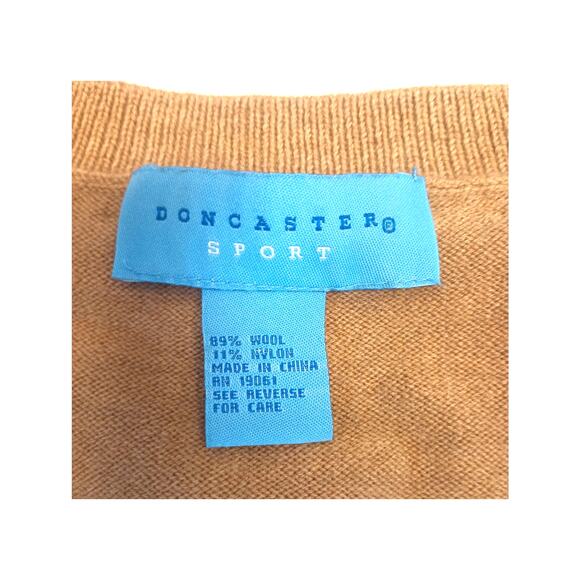 DONCASTER®
SPORT
89% WOOL
11% NYLON
MADE IN CHINA
RN 19061
SEE REVERSE
FOR CARE